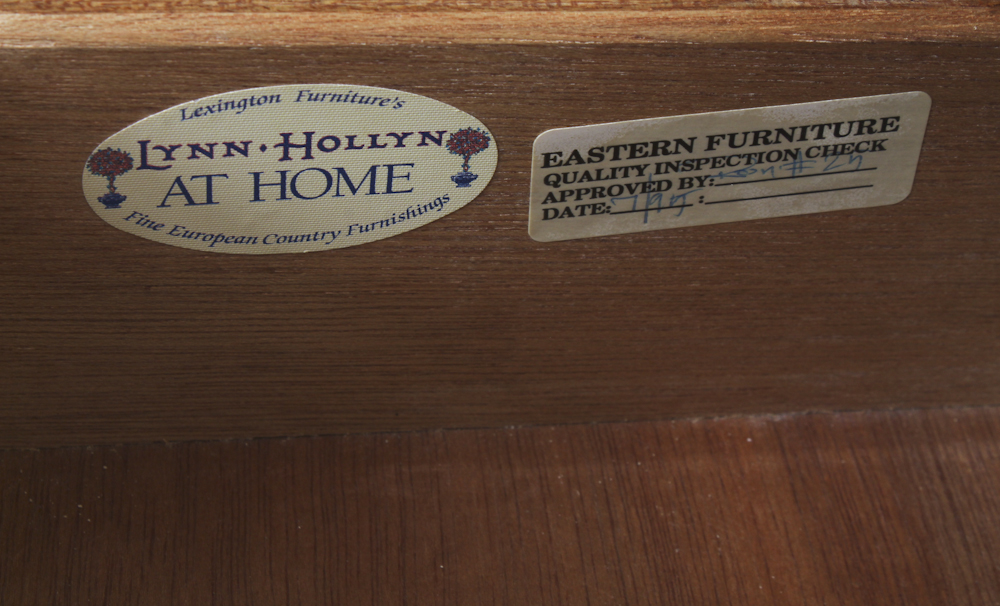 Lexington Furniture's
LYNN·HOLLYN
AT HOME
Fine European Country Furnishings
EASTERN FURNITURE
QUALITY INSPECTION CHECK
APPROVED BY:
DATE: :